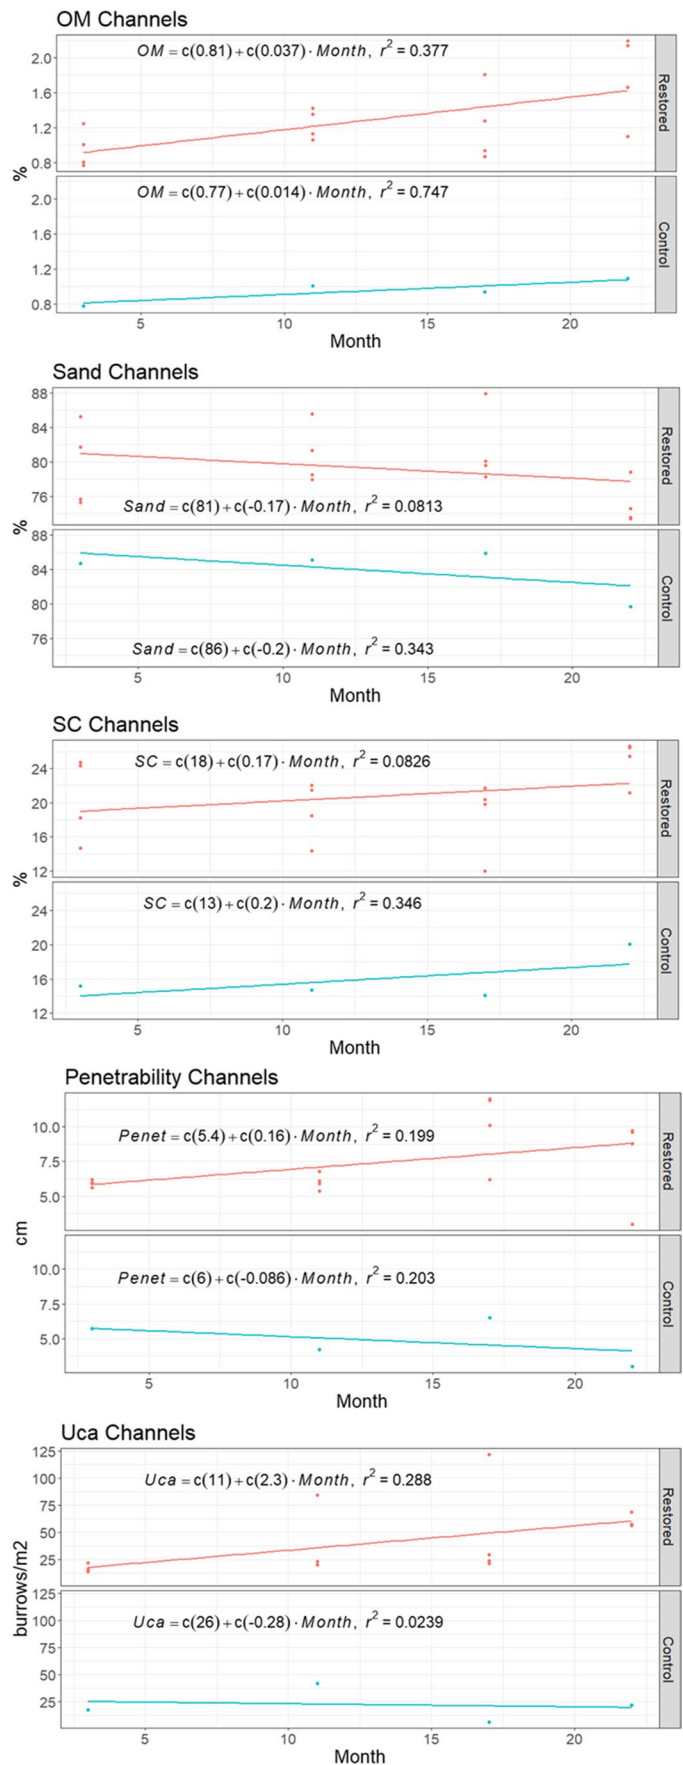 OM Channels
OM = c(0.81)+c(0.037)·Month, r² = 0.377
2.0
1.6
1.2
0.8
Restored
%
OM = c(0.77)+c(0.014)·Month, r² = 0.747
2.0
1.6
1.2
0.8
Control
5 10 15 20
Month
Sand Channels
88
84
80
76
Sand = c(81)+c(-0.17)·Month, r² = 0.0813
Restored
%
88
84
80
76
Sand = c(86)+c(-0.2)·Month, r² = 0.343
Control
5 10 15 20
Month
SC Channels
SC = c(18)+c(0.17)·Month, r² = 0.0826
24
20
16
12
Restored
%
SC = c(13)+c(0.2)·Month, r² = 0.346
24
20
16
12
Control
5 10 15 20
Month
Penetrability Channels
Penet = c(5.4)+c(0.16)·Month, r² = 0.199
10.0
7.5
5.0
Restored
cm
Penet = c(6)+c(-0.086)·Month, r² = 0.203
10.0
7.5
5.0
Control
5 10 15 20
Month
Uca Channels
125
Uca = c(11)+c(2.3)·Month, r² = 0.288
100
75
50
25
Restored
burrows/m2
125
Uca = c(26)+c(-0.28)·Month, r² = 0.0239
100
75
50
25
Control
5 10 15 20
Month